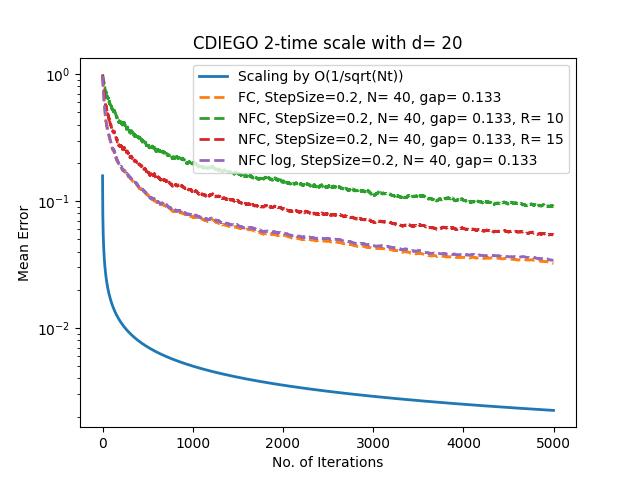 CDIEGO 2-time scale with d= 20
Scaling by O(1/sqrt(Nt))
FC, StepSize=0.2, N= 40, gap= 0.133
NFC, StepSize=0.2, N= 40, gap= 0.133, R= 10
NFC, StepSize=0.2, N= 40, gap= 0.133, R= 15
NFC log, StepSize=0.2, N= 40, gap= 0.133
10⁰
10⁻¹
10⁻²
Mean Error
0 1000 2000 3000 4000 5000
No. of Iterations